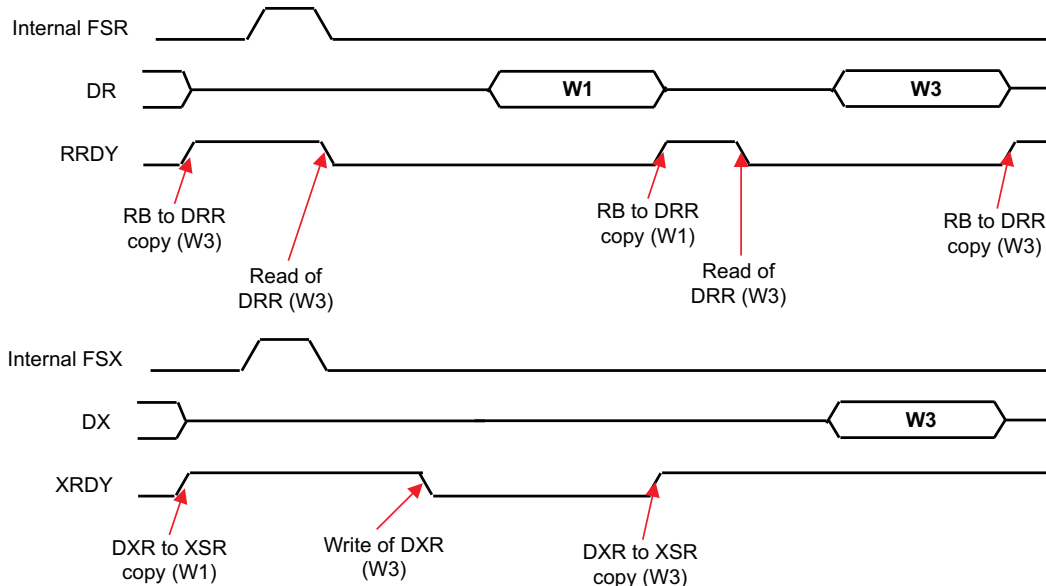 Internal FSR
DR
W1
W3
RRDY
RB to DRR
copy (W3)
Read of
DRR (W3)
RB to DRR
copy (W1)
Read of
DRR (W3)
RB to DRR
copy (W3)
Internal FSX
DX
W3
XRDY
DXR to XSR
copy (W1)
Write of DXR
(W3)
DXR to XSR
copy (W3)